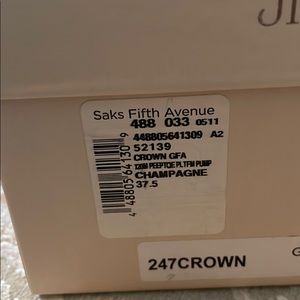 JI
Saks Fifth Avenue
488 033 0511
448805641309 A2
52139
CROWN GFA
120M PEEPTOE PLTFM PUMP
CHAMPAGNE
37.5
4 48805 64130 9
247CROWN
G